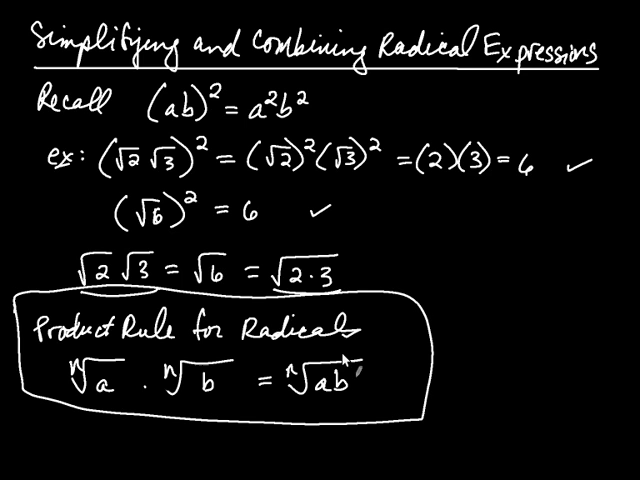 Simplifying and Combining Radical Expressions
Recall (ab)² = a²b²
ex: (√2 √3)² = (√2)²(√3)² = (2)(3) = 6 ✓
(√6)² = 6 ✓
√2 √3 = √6 = √2·3
Product Rule for Radicals
ⁿ√a · ⁿ√b = ⁿ√ab